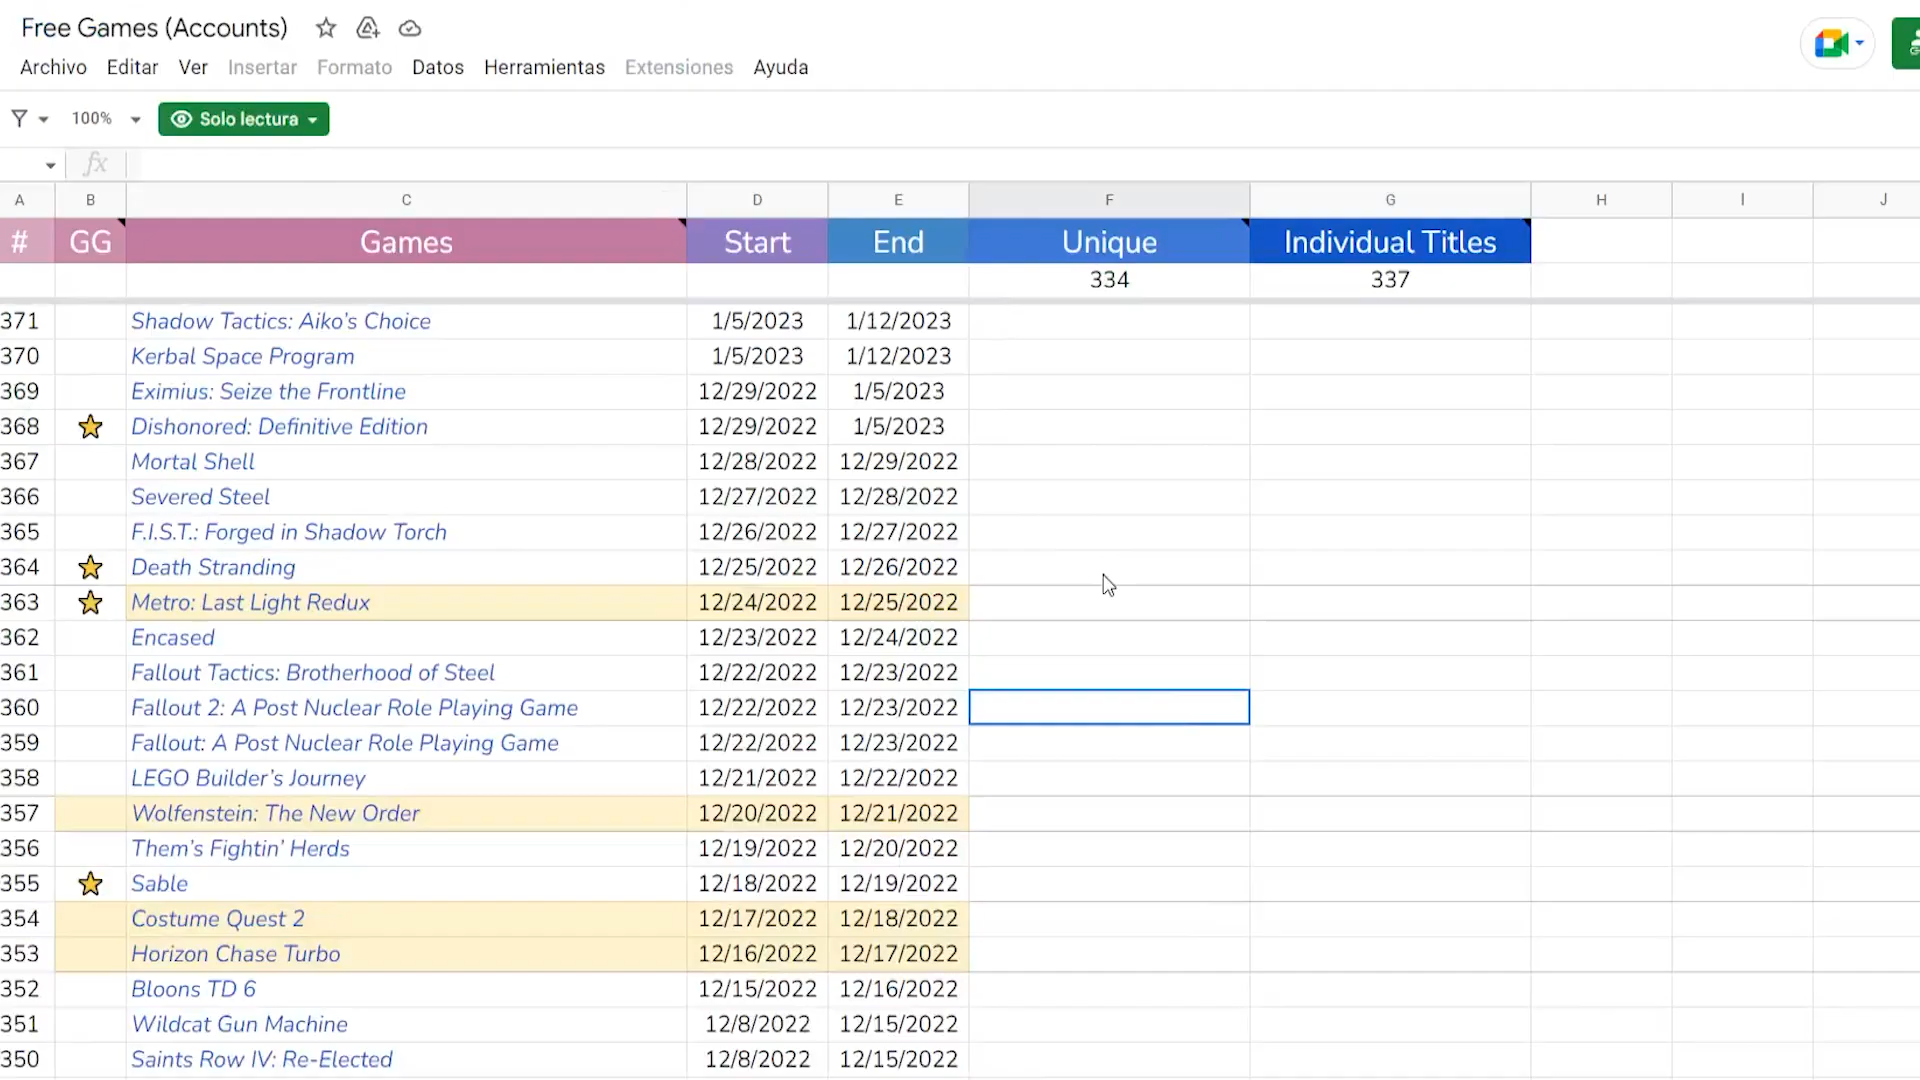 Free Games (Accounts)
Archivo Editar Ver Insertar Formato Datos Herramientas Extensiones Ayuda
100% Solo lectura
fx
A B C D E F G H I J
# GG Games Start End Unique Individual Titles
334 337
371 Shadow Tactics: Aiko’s Choice 1/5/2023 1/12/2023
370 Kerbal Space Program 1/5/2023 1/12/2023
369 Eximius: Seize the Frontline 12/29/2022 1/5/2023
368 Dishonored: Definitive Edition 12/29/2022 1/5/2023
367 Mortal Shell 12/28/2022 12/29/2022
366 Severed Steel 12/27/2022 12/28/2022
365 F.I.S.T.: Forged in Shadow Torch 12/26/2022 12/27/2022
364 Death Stranding 12/25/2022 12/26/2022
363 Metro: Last Light Redux 12/24/2022 12/25/2022
362 Encased 12/23/2022 12/24/2022
361 Fallout Tactics: Brotherhood of Steel 12/22/2022 12/23/2022
360 Fallout 2: A Post Nuclear Role Playing Game 12/22/2022 12/23/2022
359 Fallout: A Post Nuclear Role Playing Game 12/22/2022 12/23/2022
358 LEGO Builder’s Journey 12/21/2022 12/22/2022
357 Wolfenstein: The New Order 12/20/2022 12/21/2022
356 Them’s Fightin’ Herds 12/19/2022 12/20/2022
355 Sable 12/18/2022 12/19/2022
354 Costume Quest 2 12/17/2022 12/18/2022
353 Horizon Chase Turbo 12/16/2022 12/17/2022
352 Bloons TD 6 12/15/2022 12/16/2022
351 Wildcat Gun Machine 12/8/2022 12/15/2022
350 Saints Row IV: Re-Elected 12/8/2022 12/15/2022